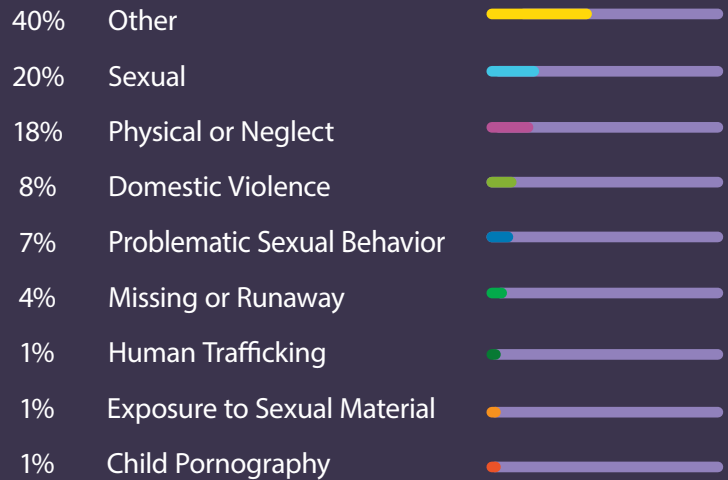 40% Other
20% Sexual
18% Physical or Neglect
8% Domestic Violence
7% Problematic Sexual Behavior
4% Missing or Runaway
1% Human Trafficking
1% Exposure to Sexual Material
1% Child Pornography